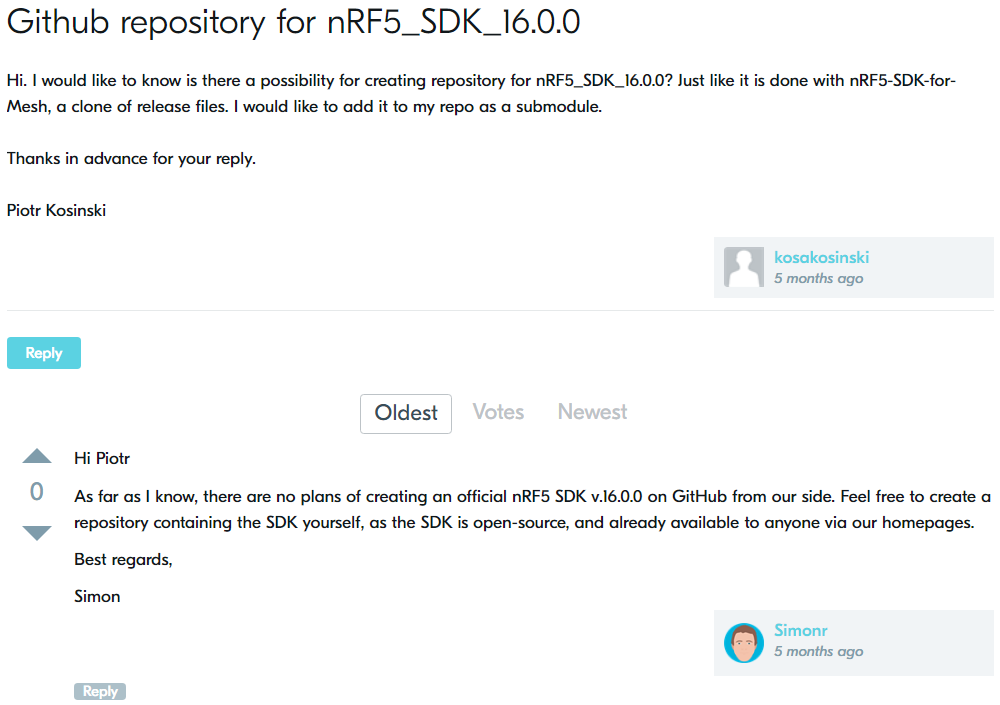 Github repository for nRF5_SDK_16.0.0
Hi. I would like to know is there a possibility for creating repository for nRF5_SDK_16.0.0? Just like it is done with nRF5-SDK-for-
Mesh, a clone of release files. I would like to add it to my repo as a submodule.
Thanks in advance for your reply.
Piotr Kosinski
kosakosinski
5 months ago
Reply
Oldest Votes Newest
Hi Piotr
0
As far as I know, there are no plans of creating an official nRF5 SDK v.16.0.0 on GitHub from our side. Feel free to create a
repository containing the SDK yourself, as the SDK is open-source, and already available to anyone via our homepages.
Best regards,
Simon
Simonr
5 months ago
Reply